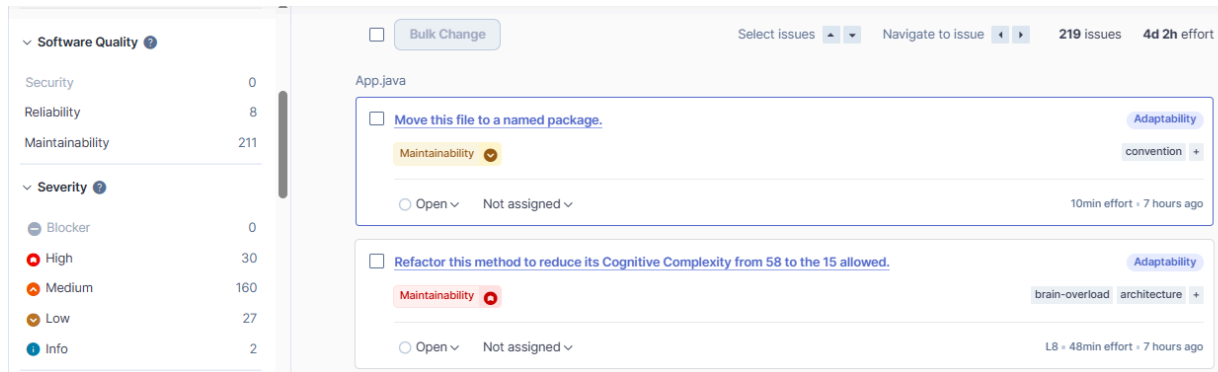 Software Quality ?
Security 0
Reliability 8
Maintainability 211
Severity ?
Blocker 0
High 30
Medium 160
Low 27
Info 2
Bulk Change Select issues Navigate to issue 219 issues 4d 2h effort
App.java
Move this file to a named package. Adaptability
Maintainability convention +
Open Not assigned 10min effort • 7 hours ago
Refactor this method to reduce its Cognitive Complexity from 58 to the 15 allowed. Adaptability
Maintainability brain-overload architecture +
Open Not assigned L8 • 48min effort • 7 hours ago